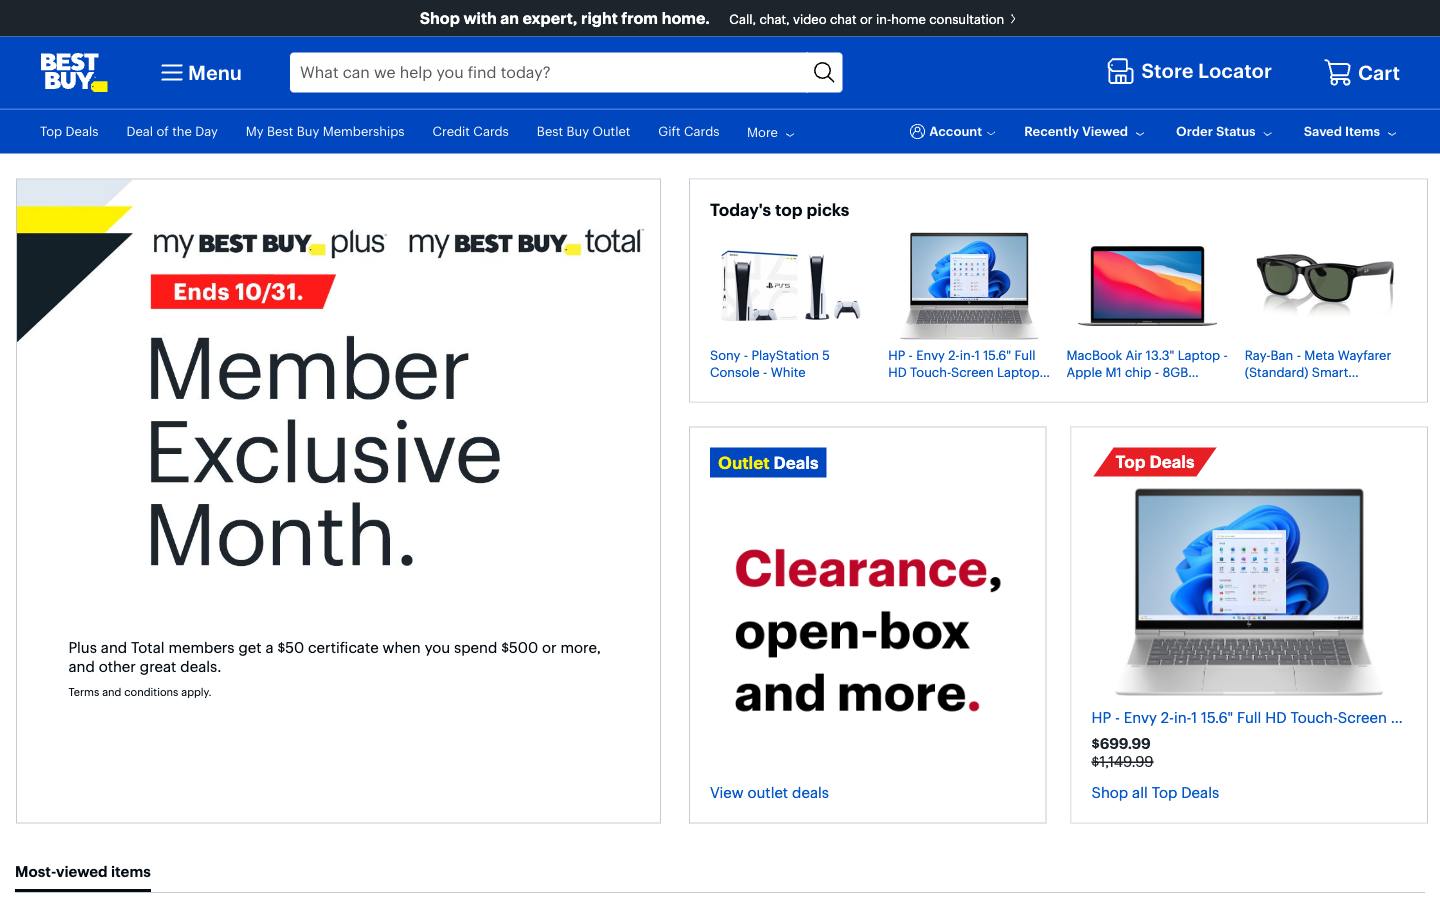 Shop with an expert, right from home. Call, chat, video chat or in-home consultation
BEST BUY
Menu
What can we help you find today?
Store Locator
Cart
Top Deals
Deal of the Day
My Best Buy Memberships
Credit Cards
Best Buy Outlet
Gift Cards
More
Account
Recently Viewed
Order Status
Saved Items
my BEST BUY plus
my BEST BUY total
Ends 10/31.
Member
Exclusive
Month.
Plus and Total members get a $50 certificate when you spend $500 or more,
and other great deals.
Terms and conditions apply.
Today's top picks
PS5
Sony - PlayStation 5
Console - White
HP - Envy 2-in-1 15.6" Full
HD Touch-Screen Laptop...
MacBook Air 13.3" Laptop -
Apple M1 chip - 8GB...
Ray-Ban - Meta Wayfarer
(Standard) Smart...
Outlet Deals
Clearance,
open-box
and more.
View outlet deals
Top Deals
HP - Envy 2-in-1 15.6" Full HD Touch-Screen ...
$699.99
$1,149.99
Shop all Top Deals
Most-viewed items